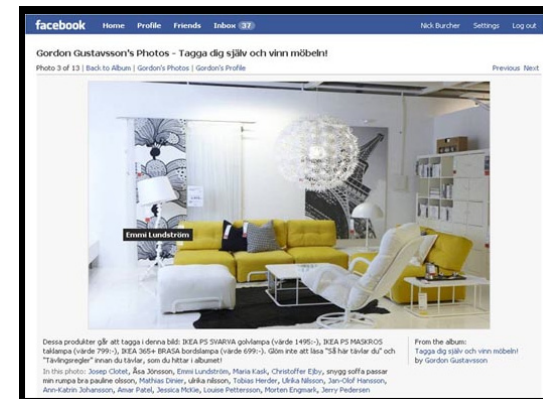 facebook Home Profile Friends Inbox 37 Nick Burcher Settings Log out
Gordon Gustavsson's Photos - Tagga dig själv och vinn möbeln!
Photo 3 of 13 | Back to Album | Gordon's Photos | Gordon's Profile Previous Next
Emmi Lundström
Dessa produkter går att tagga i denna bild: IKEA PS SVARVA golvlampa (värde 1495:-), IKEA PS MASKROS
taklampa (värde 799:-), IKEA 365+ BRASA bordslampa (värde 699:-). Glöm inte att läsa "Så här tävlar du" och
"Tävlingsregler" innan du tävlar, som du hittar i albumet!
In this photo: Josep Clotet, Åsa Jönsson, Emmi Lundström, Maria Kask, Christoffer Ejby, snygg soffa passar
min rumpa bra pauline olsson, Mathias Dinier, ulrika nilsson, Tobias Herder, Ulrika Nilsson, Jan-Olof Hansson,
Ann-Katrin Johansson, Amar Patel, Jessica McKie, Louise Pettersson, Morten Engmark, Jerry Pedersen
From the album:
Tagga dig själv och vinn möbeln!
by Gordon Gustavsson